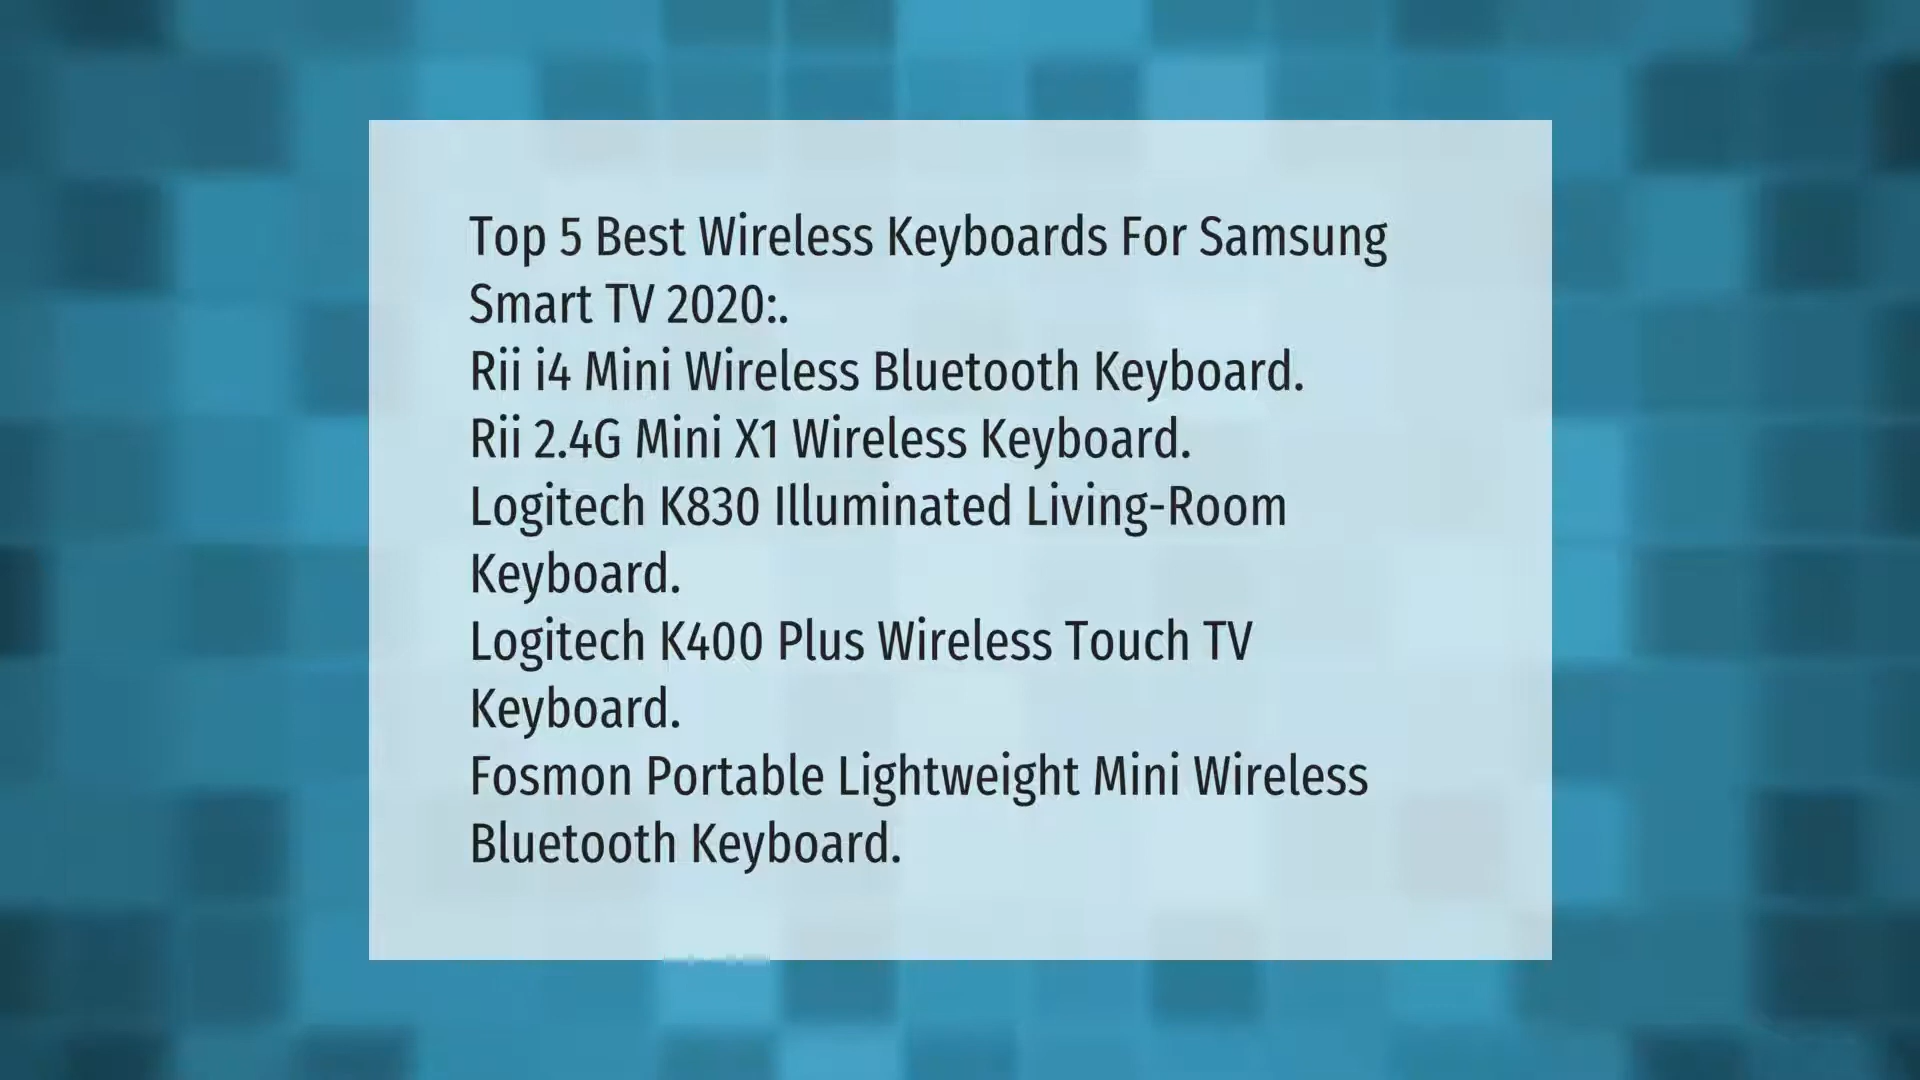 Top 5 Best Wireless Keyboards For Samsung
Smart TV 2020:.
Rii i4 Mini Wireless Bluetooth Keyboard.
Rii 2.4G Mini X1 Wireless Keyboard.
Logitech K830 Illuminated Living-Room
Keyboard.
Logitech K400 Plus Wireless Touch TV
Keyboard.
Fosmon Portable Lightweight Mini Wireless
Bluetooth Keyboard.